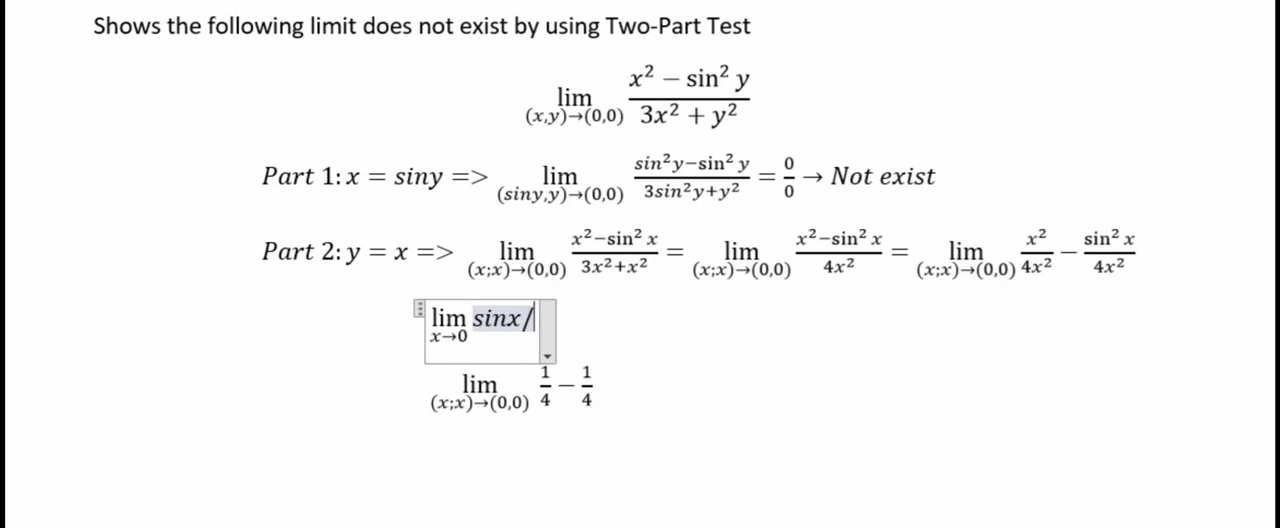 Shows the following limit does not exist by using Two-Part Test
lim (x,y)→(0,0) x² − sin² y / 3x² + y²
Part 1: x = siny => lim (siny,y)→(0,0) sin²y−sin² y / 3sin²y+y² = 0/0 → Not exist
Part 2: y = x => lim (x;x)→(0,0) x²−sin² x / 3x²+x² = lim (x;x)→(0,0) x²−sin² x / 4x² = lim (x;x)→(0,0) x² / 4x² − sin² x / 4x²
lim x→0 sinx/
lim (x;x)→(0,0) 1/4 − 1/4